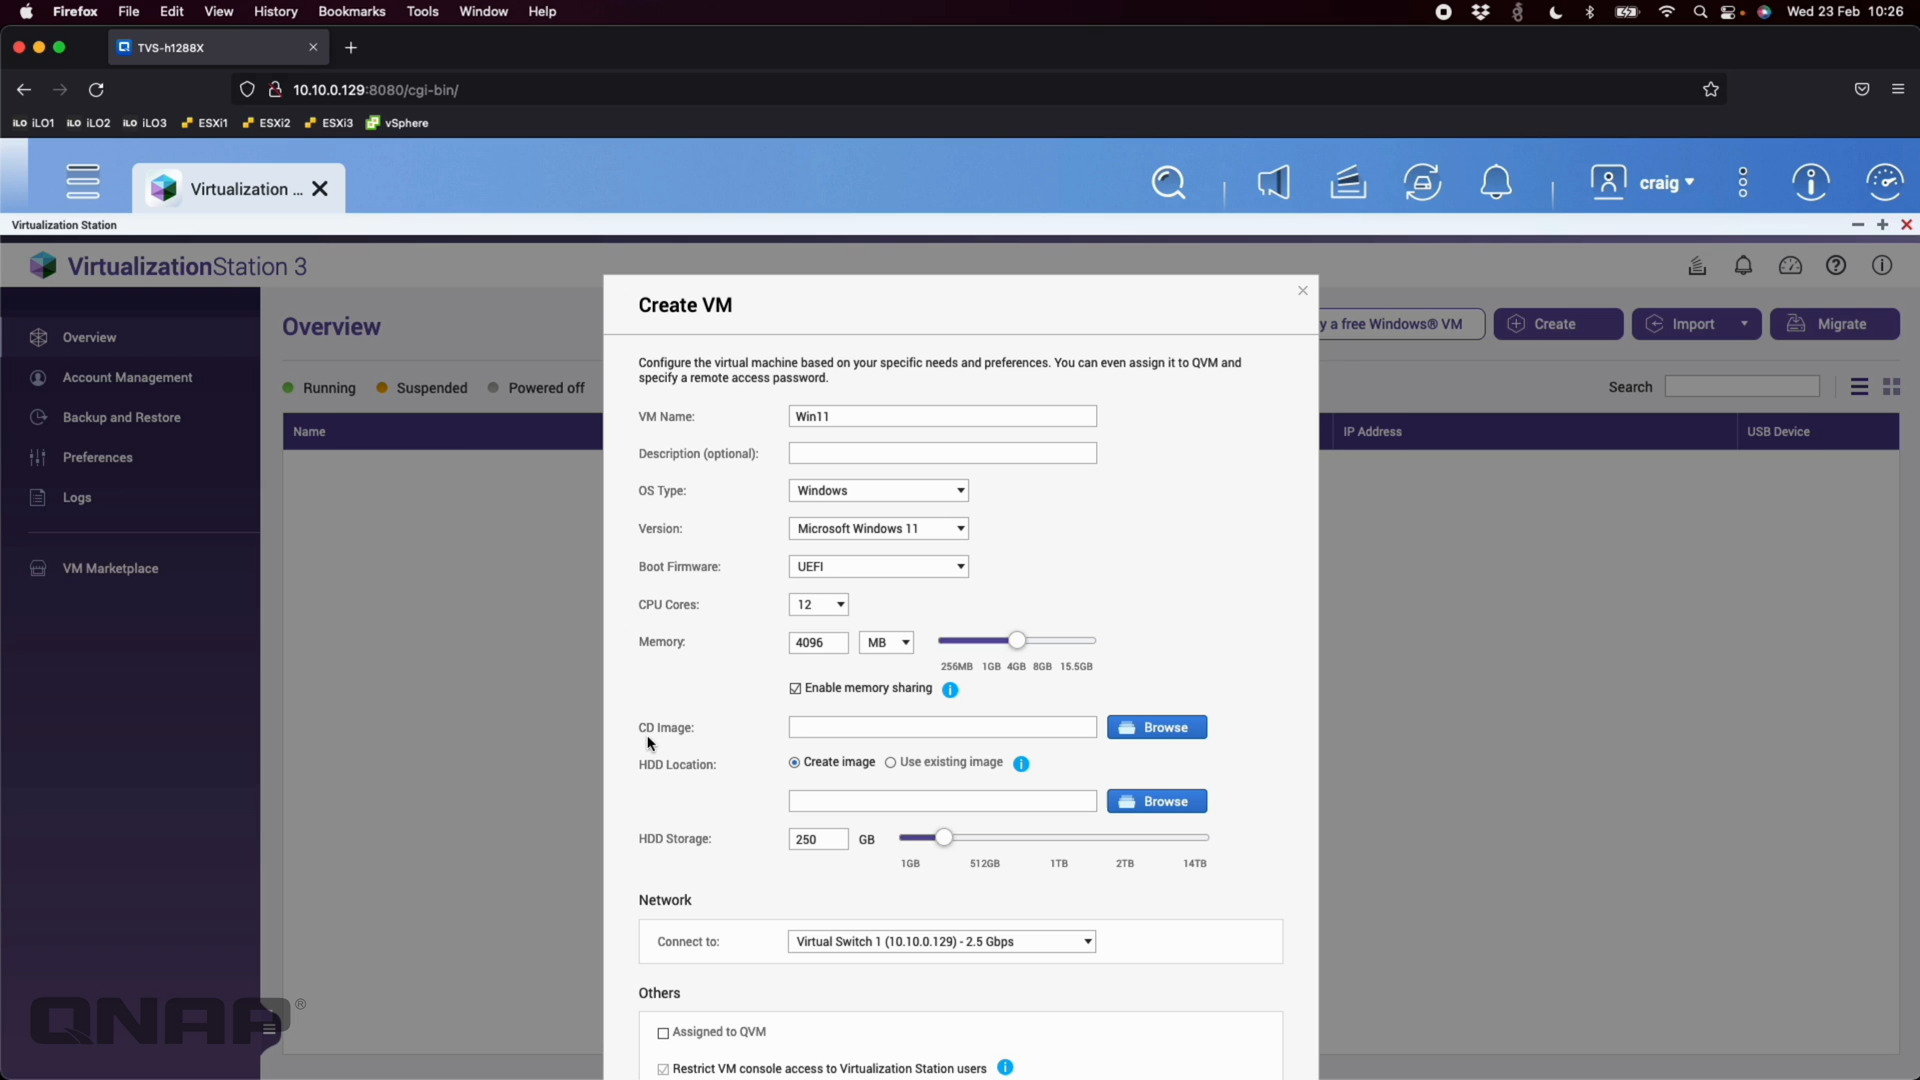 Firefox File Edit View History Bookmarks Tools Window Help
Wed 23 Feb 10:26
TVS-h1288X
10.10.0.129:8080/cgi-bin/
iLO iLO1 iLO iLO2 iLO iLO3 ESXi1 ESXi2 ESXi3 vSphere
Virtualization ...
craig
Virtualization Station
VirtualizationStation 3
Overview
Account Management
Backup and Restore
Preferences
Logs
VM Marketplace
Overview
y a free Windows® VM
Create
Import
Migrate
Running
Suspended
Powered off
Search
Name
IP Address
USB Device
Create VM
Configure the virtual machine based on your specific needs and preferences. You can even assign it to QVM and
specify a remote access password.
VM Name: Win11
Description (optional):
OS Type: Windows
Version: Microsoft Windows 11
Boot Firmware: UEFI
CPU Cores: 12
Memory: 4096 MB
256MB 1GB 4GB 8GB 15.5GB
Enable memory sharing
CD Image: Browse
HDD Location: Create image Use existing image
Browse
HDD Storage: 250 GB
1GB 512GB 1TB 2TB 14TB
Network
Connect to: Virtual Switch 1 (10.10.0.129) - 2.5 Gbps
Others
Assigned to QVM
Restrict VM console access to Virtualization Station users
QNAP®